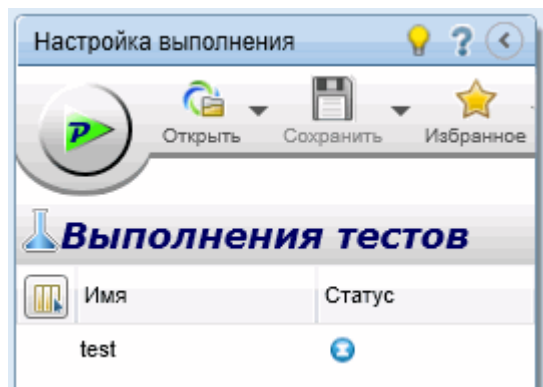 Настройка выполнения
Открыть Сохранить Избранное
Выполнения тестов
Имя Статус
test